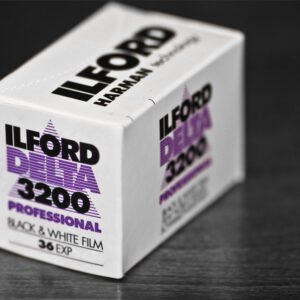 ILFORD
HARMAN technology
ILFORD
DELTA
3200
PROFESSIONAL
BLACK & WHITE FILM
36 EXP
ILFORD
DELTA
3200
PROFESSIONAL